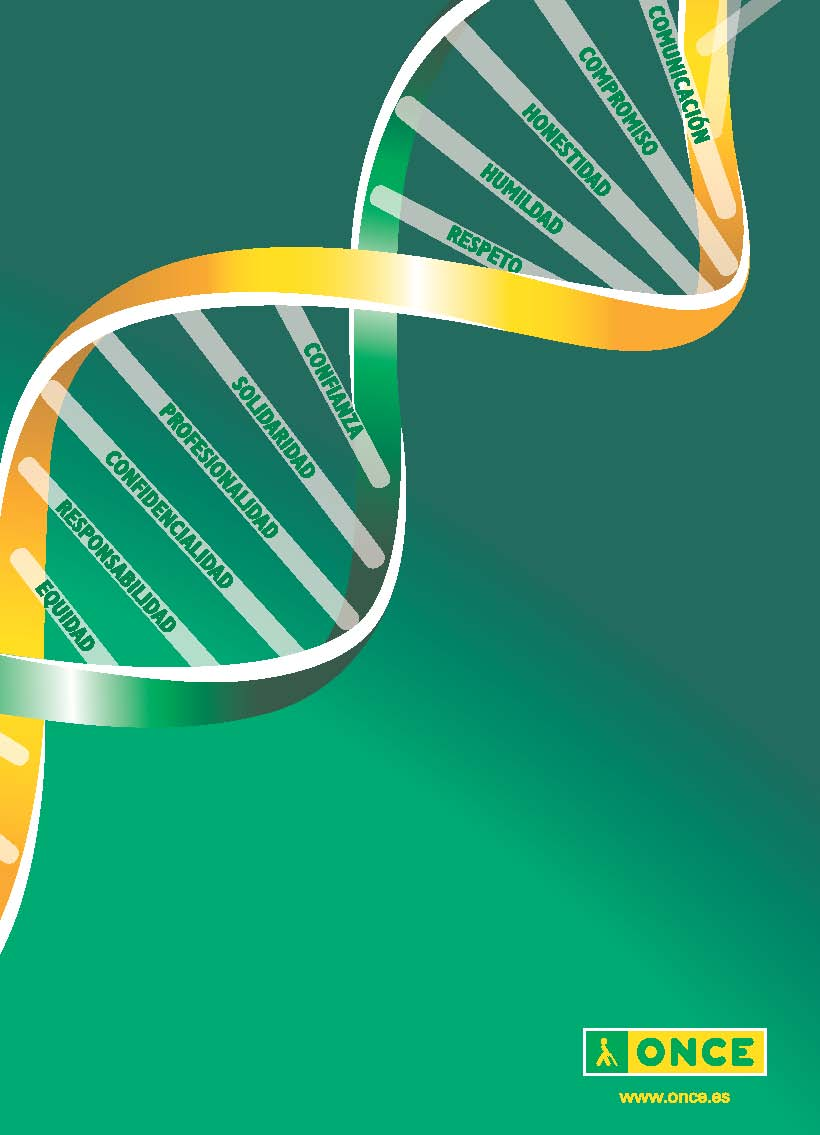 COMUNICACIÓN
COMPROMISO
HONESTIDAD
HUMILDAD
RESPETO
CONFIANZA
SOLIDARIDAD
PROFESIONALIDAD
CONFIDENCIALIDAD
RESPONSABILIDAD
EQUIDAD
ONCE
www.once.es